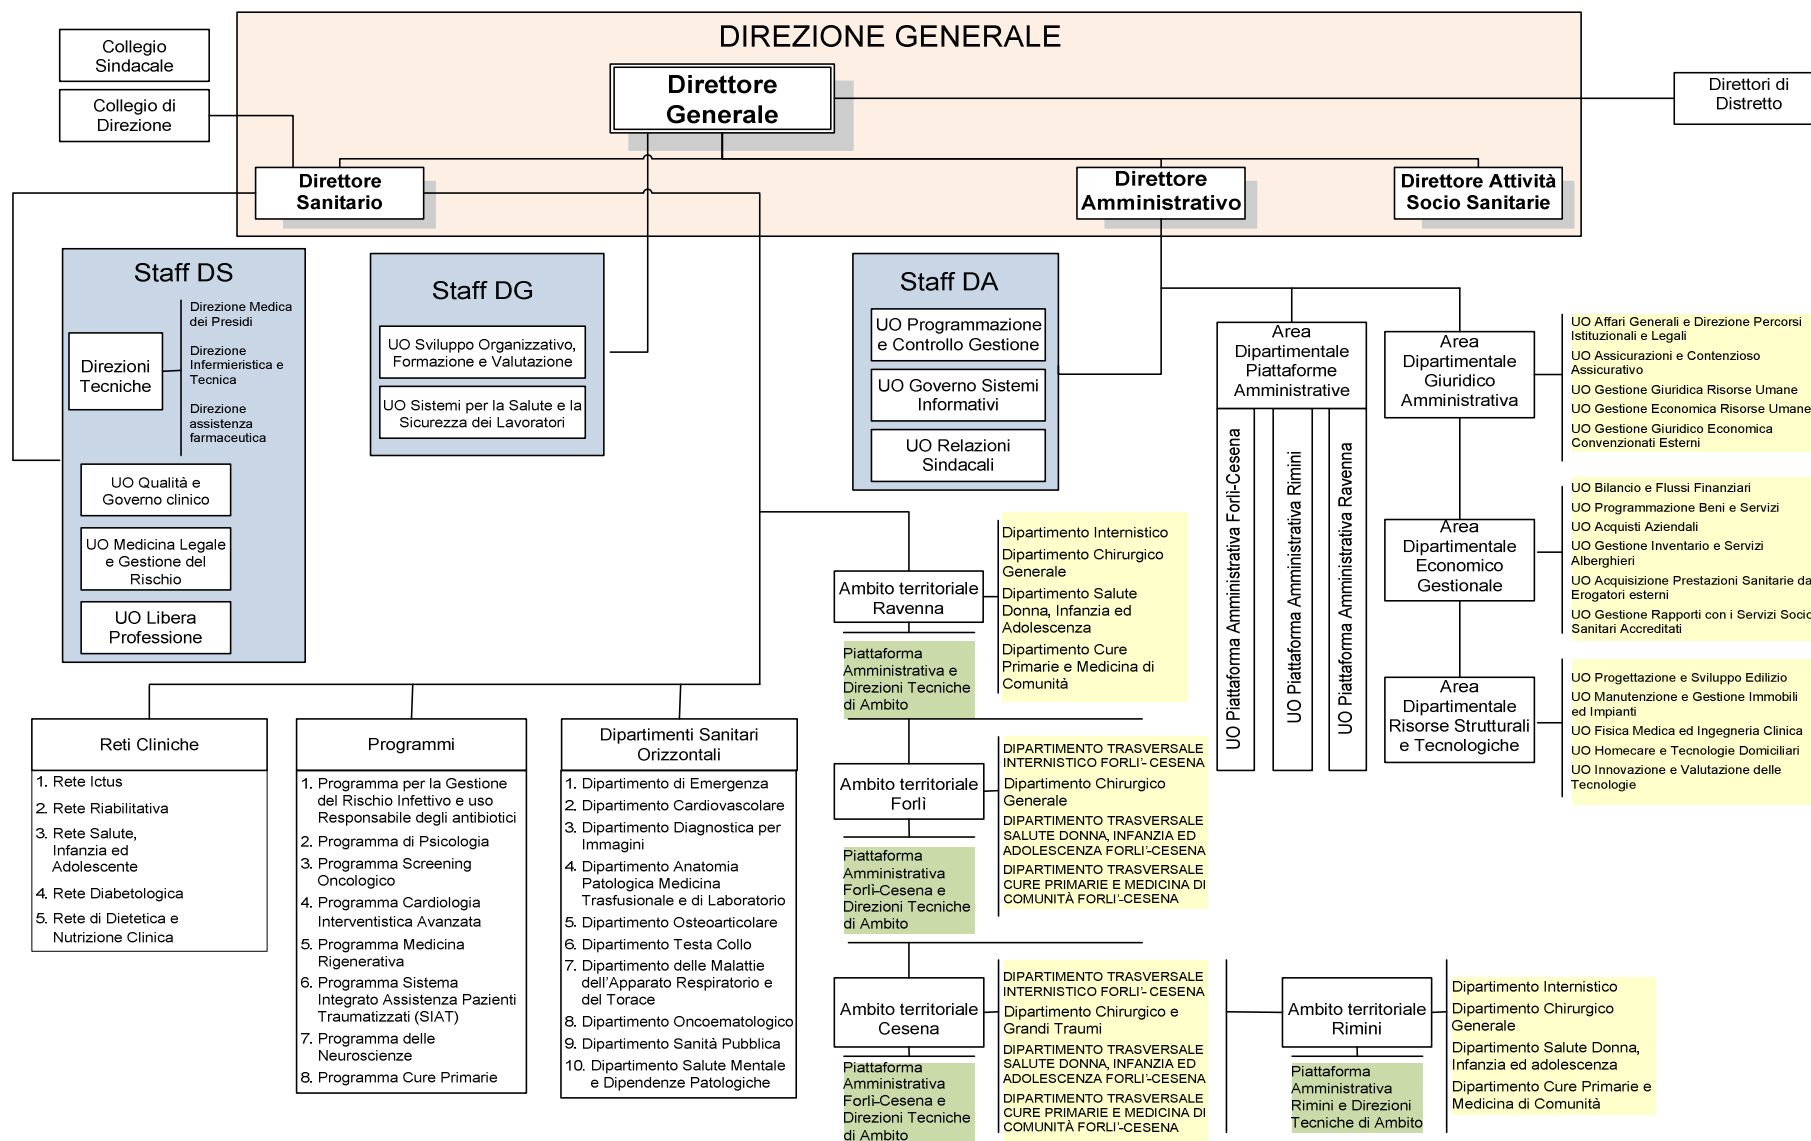 DIREZIONE GENERALE
Collegio
Sindacale
Collegio di
Direzione
Direttore
Generale
Direttori di
Distretto
Direttore
Sanitario
Direttore
Amministrativo
Direttore Attività
Socio Sanitarie
Staff DS
Direzioni
Tecniche
Direzione Medica
dei Presidi
Direzione
Infermieristica e
Tecnica
Direzione
assistenza
farmaceutica
UO Qualità e
Governo clinico
UO Medicina Legale
e Gestione del
Rischio
UO Libera
Professione
Staff DG
UO Sviluppo Organizzativo,
Formazione e Valutazione
UO Sistemi per la Salute e la
Sicurezza dei Lavoratori
Staff DA
UO Programmazione
e Controllo Gestione
UO Governo Sistemi
Informativi
UO Relazioni
Sindacali
Area
Dipartimentale
Piattaforme
Amministrative
UO Piattaforma Amministrativa Forlì-Cesena
UO Piattaforma Amministrativa Rimini
UO Piattaforma Amministrativa Ravenna
Area
Dipartimentale
Giuridico
Amministrativa
UO Affari Generali e Direzione Percorsi
Istituzionali e Legali
UO Assicurazioni e Contenzioso
Assicurativo
UO Gestione Giuridica Risorse Umane
UO Gestione Economica Risorse Umane
UO Gestione Giuridico Economica
Convenzionati Esterni
Area
Dipartimentale
Economico
Gestionale
UO Bilancio e Flussi Finanziari
UO Programmazione Beni e Servizi
UO Acquisti Aziendali
UO Gestione Inventario e Servizi
Alberghieri
UO Acquisizione Prestazioni Sanitarie da
Erogatori esterni
UO Gestione Rapporti con i Servizi Socio
Sanitari Accreditati
Area
Dipartimentale
Risorse Strutturali
e Tecnologiche
UO Progettazione e Sviluppo Edilizio
UO Manutenzione e Gestione Immobili
ed Impianti
UO Fisica Medica ed Ingegneria Clinica
UO Homecare e Tecnologie Domiciliari
UO Innovazione e Valutazione delle
Tecnologie
Reti Cliniche
1. Rete Ictus
2. Rete Riabilitativa
3. Rete Salute,
Infanzia ed
Adolescente
4. Rete Diabetologica
5. Rete di Dietetica e
Nutrizione Clinica
Programmi
1. Programma per la Gestione
del Rischio Infettivo e uso
Responsabile degli antibiotici
2. Programma di Psicologia
3. Programma Screening
Oncologico
4. Programma Cardiologia
Interventistica Avanzata
5. Programma Medicina
Rigenerativa
6. Programma Sistema
Integrato Assistenza Pazienti
Traumatizzati (SIAT)
7. Programma delle
Neuroscienze
8. Programma Cure Primarie
Dipartimenti Sanitari
Orizzontali
1. Dipartimento di Emergenza
2. Dipartimento Cardiovascolare
3. Dipartimento Diagnostica per
Immagini
4. Dipartimento Anatomia
Patologica Medicina
Trasfusionale e di Laboratorio
5. Dipartimento Osteoarticolare
6. Dipartimento Testa Collo
7. Dipartimento delle Malattie
dell'Apparato Respiratorio e
del Torace
8. Dipartimento Oncoematologico
9. Dipartimento Sanità Pubblica
10. Dipartimento Salute Mentale
e Dipendenze Patologiche
Ambito territoriale
Ravenna
Piattaforma
Amministrativa e
Direzioni Tecniche
di Ambito
Dipartimento Internistico
Dipartimento Chirurgico
Generale
Dipartimento Salute
Donna, Infanzia ed
Adolescenza
Dipartimento Cure
Primarie e Medicina di
Comunità
Ambito territoriale
Forlì
Piattaforma
Amministrativa
Forlì-Cesena e
Direzioni Tecniche
di Ambito
DIPARTIMENTO TRASVERSALE
INTERNISTICO FORLI'- CESENA
Dipartimento Chirurgico
Generale
DIPARTIMENTO TRASVERSALE
SALUTE DONNA, INFANZIA ED
ADOLESCENZA FORLI'-CESENA
DIPARTIMENTO TRASVERSALE
CURE PRIMARIE E MEDICINA DI
COMUNITÀ FORLI'-CESENA
Ambito territoriale
Cesena
Piattaforma
Amministrativa
Forlì-Cesena e
Direzioni Tecniche
di Ambito
DIPARTIMENTO TRASVERSALE
INTERNISTICO FORLI'- CESENA
Dipartimento Chirurgico e
Grandi Traumi
DIPARTIMENTO TRASVERSALE
SALUTE DONNA, INFANZIA ED
ADOLESCENZA FORLI'-CESENA
DIPARTIMENTO TRASVERSALE
CURE PRIMARIE E MEDICINA DI
COMUNITÀ FORLI'-CESENA
Ambito territoriale
Rimini
Piattaforma
Amministrativa
Rimini e Direzioni
Tecniche di Ambito
Dipartimento Internistico
Dipartimento Chirurgico
Generale
Dipartimento Salute Donna,
Infanzia ed adolescenza
Dipartimento Cure Primarie e
Medicina di Comunità